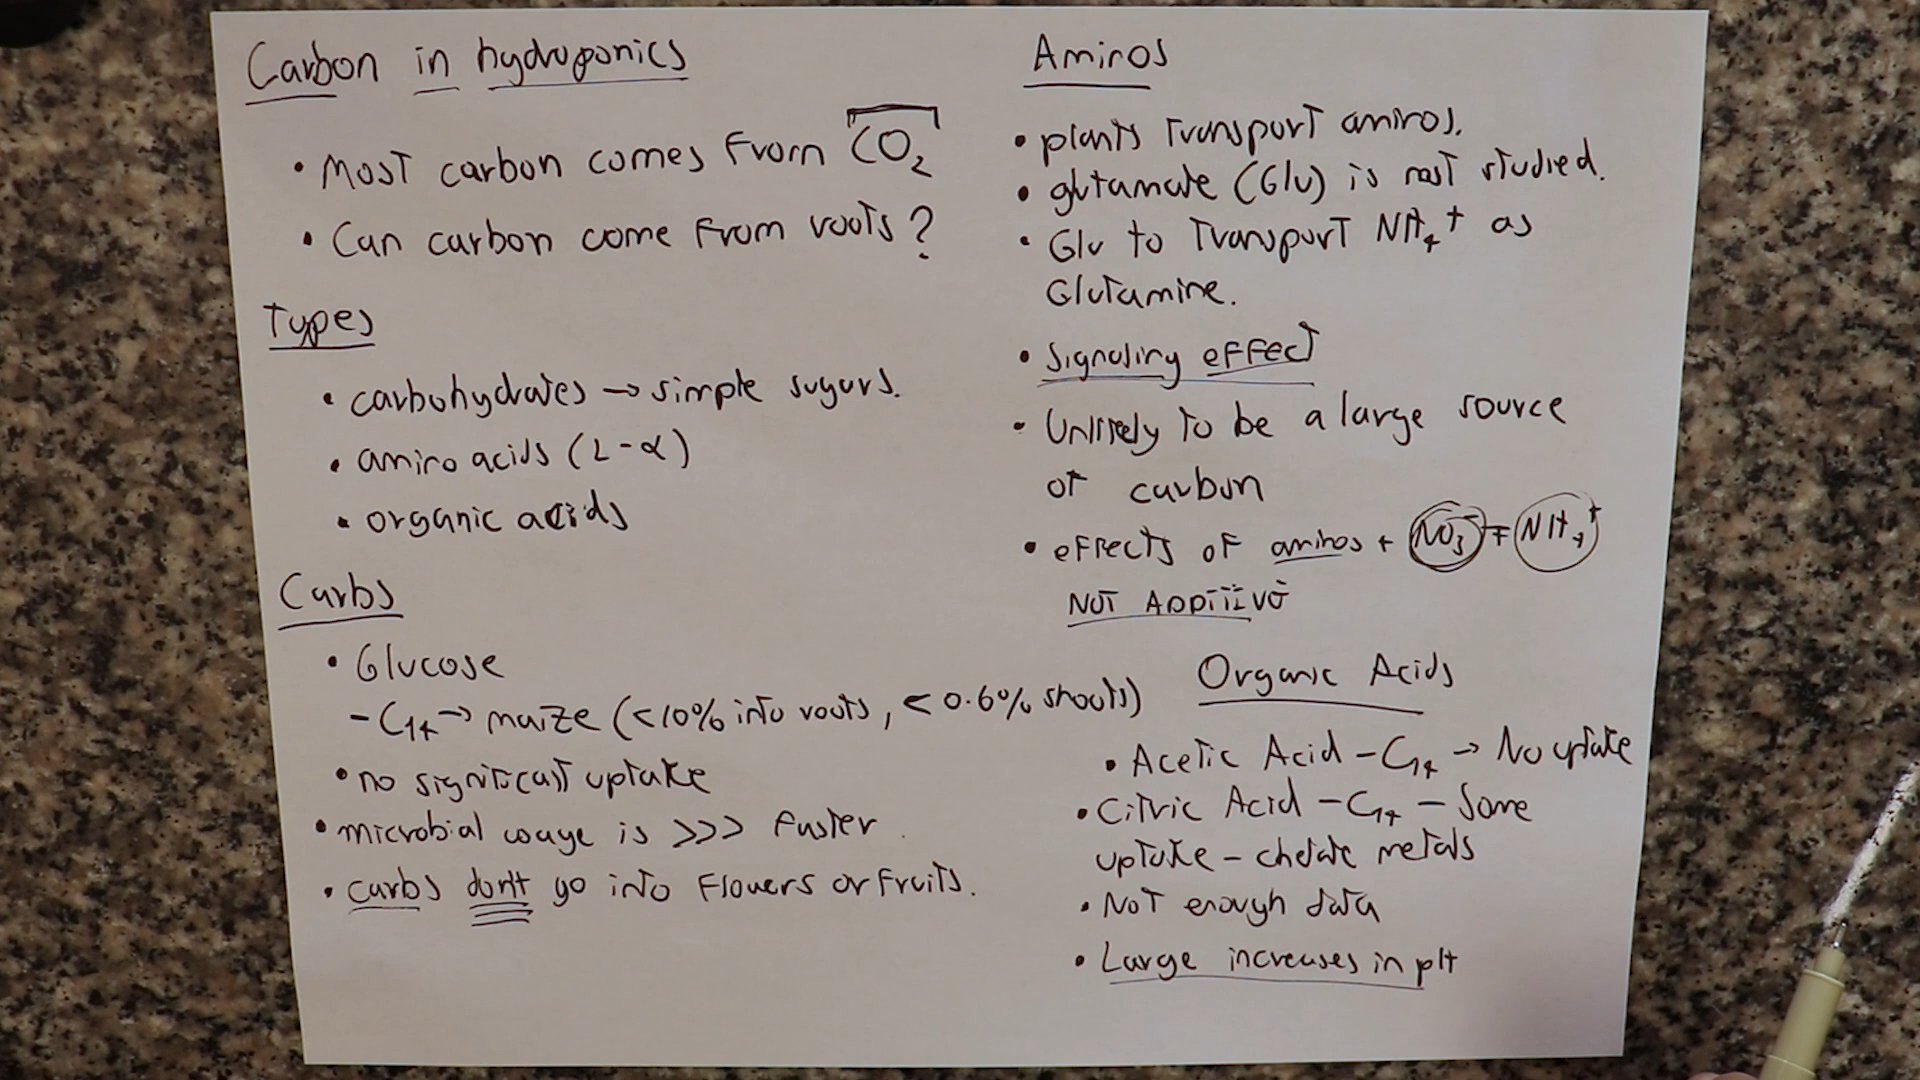 Carbon in hydroponics
• Most carbon comes from CO2
• Can carbon come from roots?
Types
• carbohydrates → simple sugars.
• amino acids (L-α)
• organic acids
Carbs
• Glucose
- C14 → maize (<10% into roots, <0.6% shoots)
• no significant uptake
• microbial usage is >>> faster
• carbs don't go into flowers or fruits.
Aminos
• plants transport aminos.
• glutamate (Glu) is most studied.
• Glu to transport NH4+ as
Glutamine.
• Signaling effect
• Unlikely to be a large source
of carbon
• effects of aminos + NO3- + NH4+
NOT ADDITIVE
Organic Acids
• Acetic Acid - C14 → No uptake
• Citric Acid - C14 - Some
uptake - chelate metals
• Not enough data
• Large increases in pH